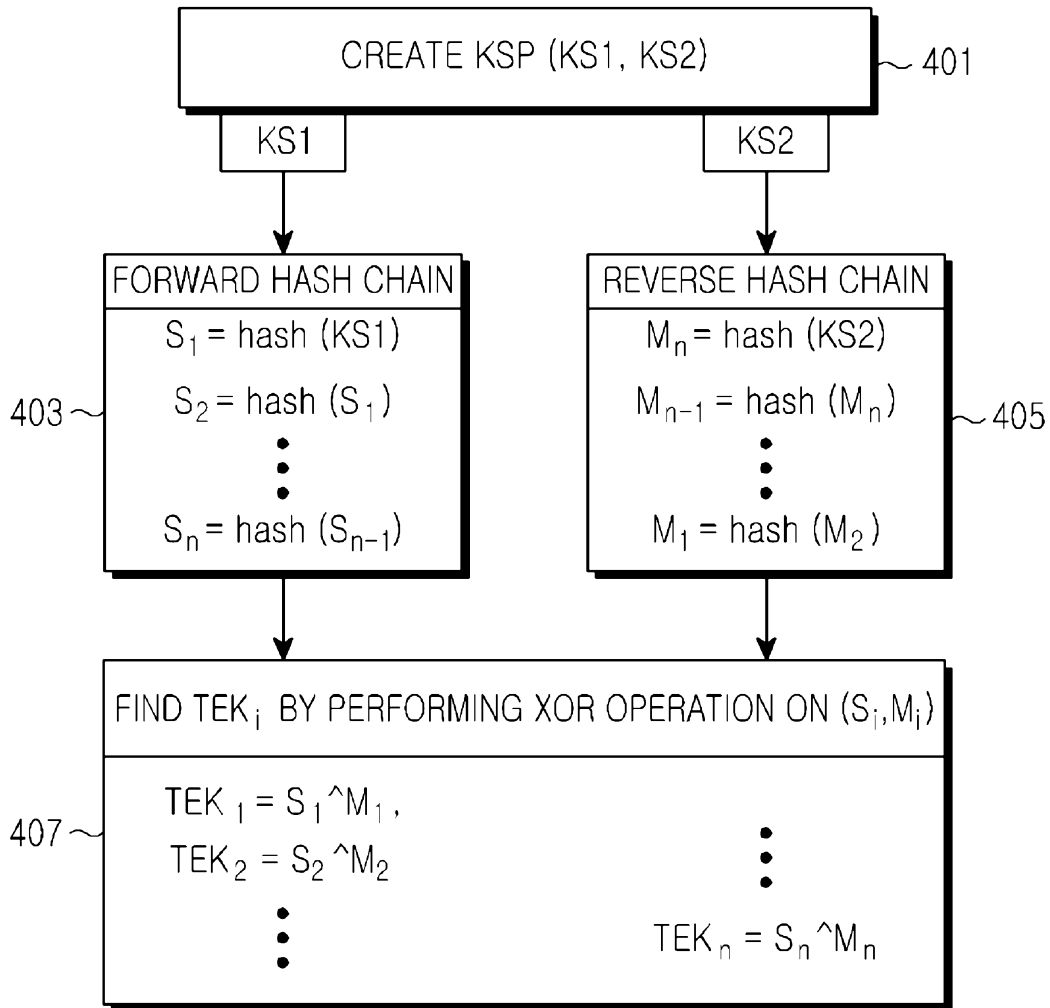 CREATE KSP (KS1, KS2)
401
KS1
KS2
FORWARD HASH CHAIN
S₁ = hash (KS1)
S₂ = hash (S₁)
Sₙ = hash (Sₙ₋₁)
403
REVERSE HASH CHAIN
Mₙ = hash (KS2)
Mₙ₋₁ = hash (Mₙ)
M₁ = hash (M₂)
405
FIND TEKᵢ BY PERFORMING XOR OPERATION ON (Sᵢ,Mᵢ)
TEK₁ = S₁^M₁,
TEK₂ = S₂^M₂
TEKₙ = Sₙ^Mₙ
407